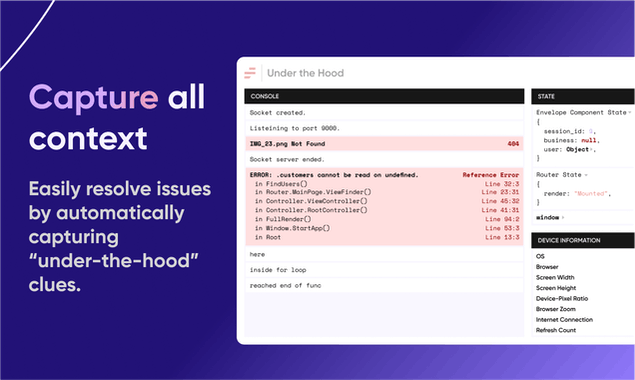 Capture all
context
Easily resolve issues
by automatically
capturing
“under-the-hood”
clues.
Under the Hood
CONSOLE
Socket created.
Listening to port 9000.
IMG_23.png Not Found 404
Socket server ended.
ERROR: .customers cannot be read on undefined. Reference Error
in FindUsers() Line 32:3
in Router.MainPage.ViewFinder() Line 23:31
in Controller.ViewController() Line 45:32
in Controller.RootController() Line 41:31
in FullRender() Line 94:2
in Window.StartApp() Line 53:3
in Root Line 13:3
here
inside for loop
reached end of func
STATE
Envelope Component State
{
session_id: 3,
business: null,
user: Object,
}
Router State
{
render: "Mounted",
}
window
DEVICE INFORMATION
OS
Browser
Screen Width
Screen Height
Device-Pixel Ratio
Browser Zoom
Internet Connection
Refresh Count